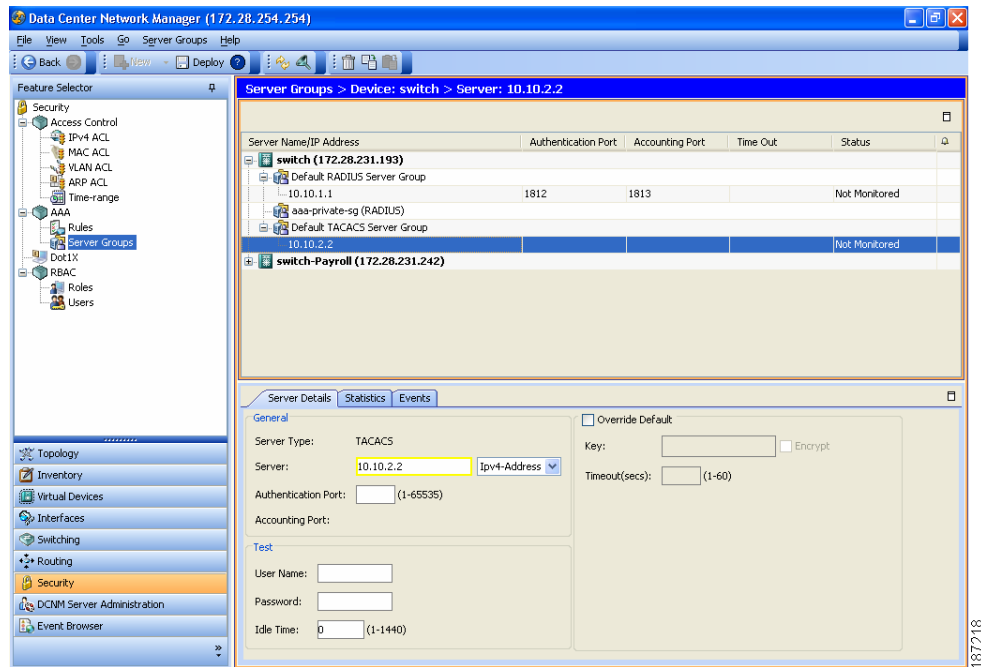 Data Center Network Manager (172.28.254.254)
File View Tools Go Server Groups Help
Back New Deploy ?
Feature Selector
Security
Access Control
IPv4 ACL
MAC ACL
VLAN ACL
ARP ACL
Time-range
AAA
Rules
Server Groups
Dot1X
RBAC
Roles
Users
Topology
Inventory
Virtual Devices
Interfaces
Switching
Routing
Security
DCNM Server Administration
Event Browser
Server Groups > Device: switch > Server: 10.10.2.2
Server Name/IP Address Authentication Port Accounting Port Time Out Status
switch (172.28.231.193)
Default RADIUS Server Group
10.10.1.1 1812 1813 Not Monitored
aaa-private-sg (RADIUS)
Default TACACS Server Group
10.10.2.2 Not Monitored
switch-Payroll (172.28.231.242)
Server Details Statistics Events
General
Server Type: TACACS
Server: 10.10.2.2 Ipv4-Address
Authentication Port: (1-65535)
Accounting Port:
Test
User Name:
Password:
Idle Time: 0 (1-1440)
Override Default
Key: Encrypt
Timeout(secs): (1-60)
187218